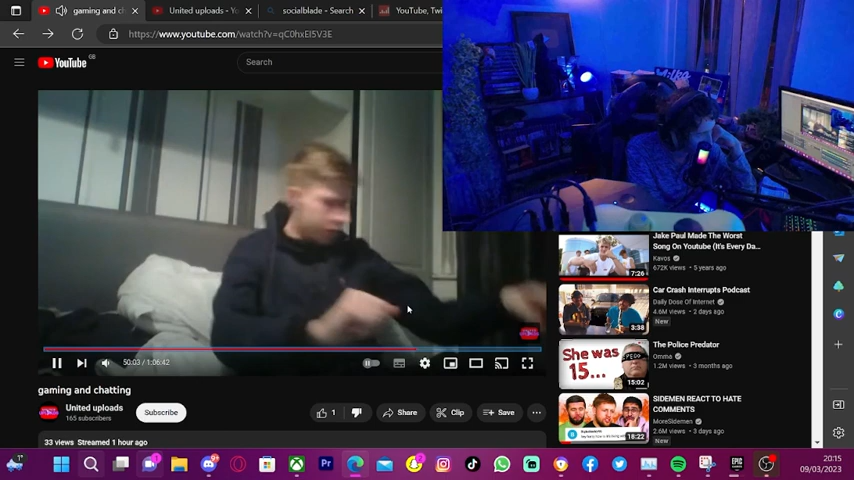 gaming and ch
United uploads - Yo
socialblade - Search
YouTube, Twi
https://www.youtube.com/watch?v=qC0hxEl5V3E
YouTube GB
Search
Jake Paul Made The Worst
Song On Youtube (It's Every Da...
Kavos
672K views • 5 years ago
7:26
Car Crash Interrupts Podcast
Daily Dose Of Internet
4.6M views • 2 days ago
New
3:38
The Police Predator
Omma
1.2M views • 3 months ago
She was
15...
15:02
SIDEMEN REACT TO HATE
COMMENTS
MoreSidemen
2.6M views • 3 days ago
New
18:22
50:03 / 1:06:42
gaming and chatting
United uploads
165 subscribers
Subscribe
1
Share
Clip
Save
33 views Streamed 1 hour ago
Pr
EPIC
20:15
09/03/2023